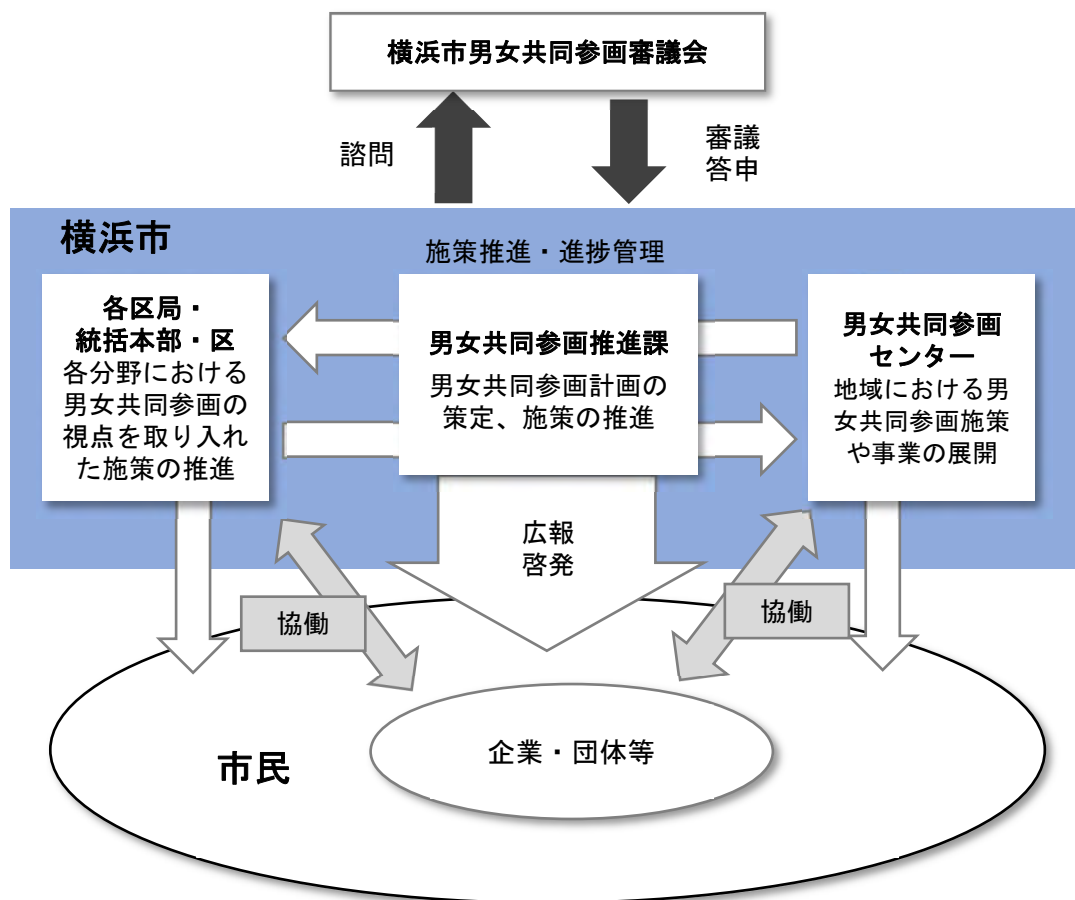 横浜市男女共同参画審議会
諮問
審議
答申
横浜市
施策推進・進捗管理
各区局・
統括本部・区
各分野における
男女共同参画の
視点を取り入れ
た施策の推進
男女共同参画推進課
男女共同参画計画の
策定、施策の推進
男女共同参画
センター
地域における男
女共同参画施策
や事業の展開
広報
啓発
協働
協働
市民
企業・団体等